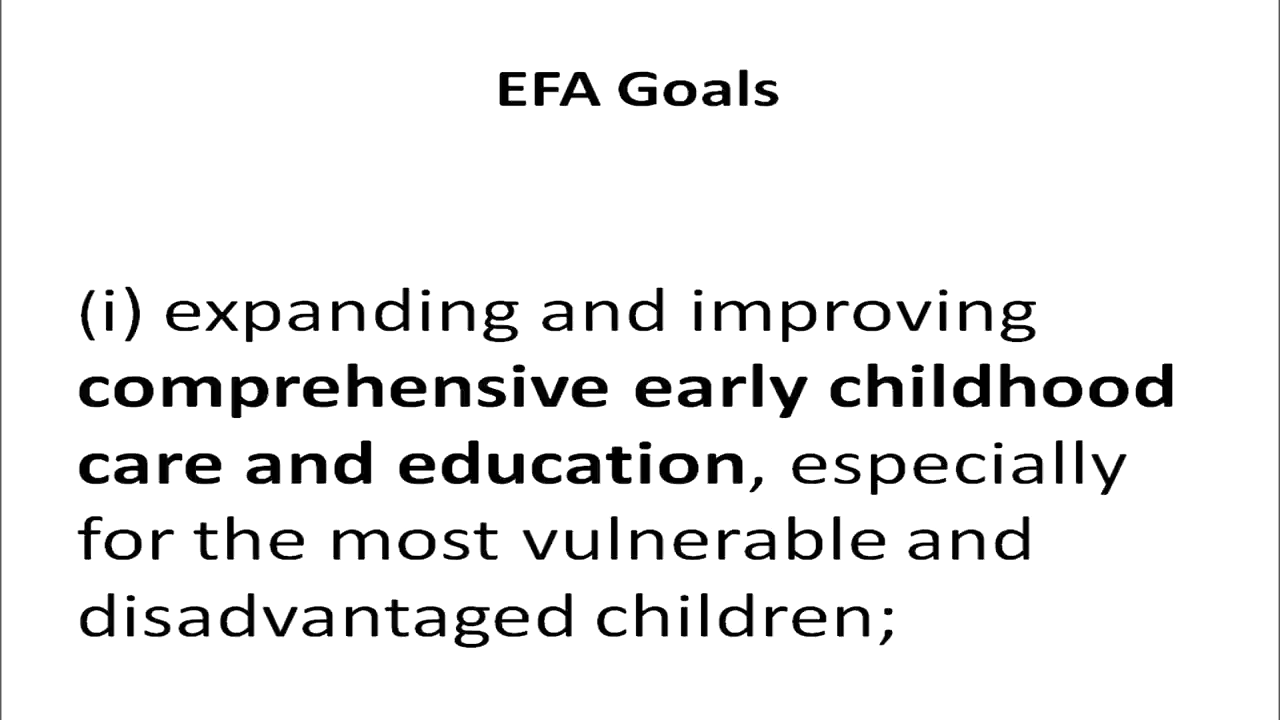 EFA Goals
(i) expanding and improving
comprehensive early childhood
care and education, especially
for the most vulnerable and
disadvantaged children;